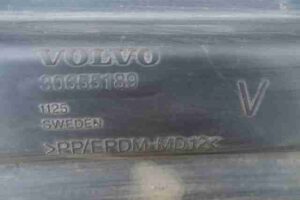 VOLVO
30655189
1125
SWEDEN
V
>PP/EPDM-MD12<